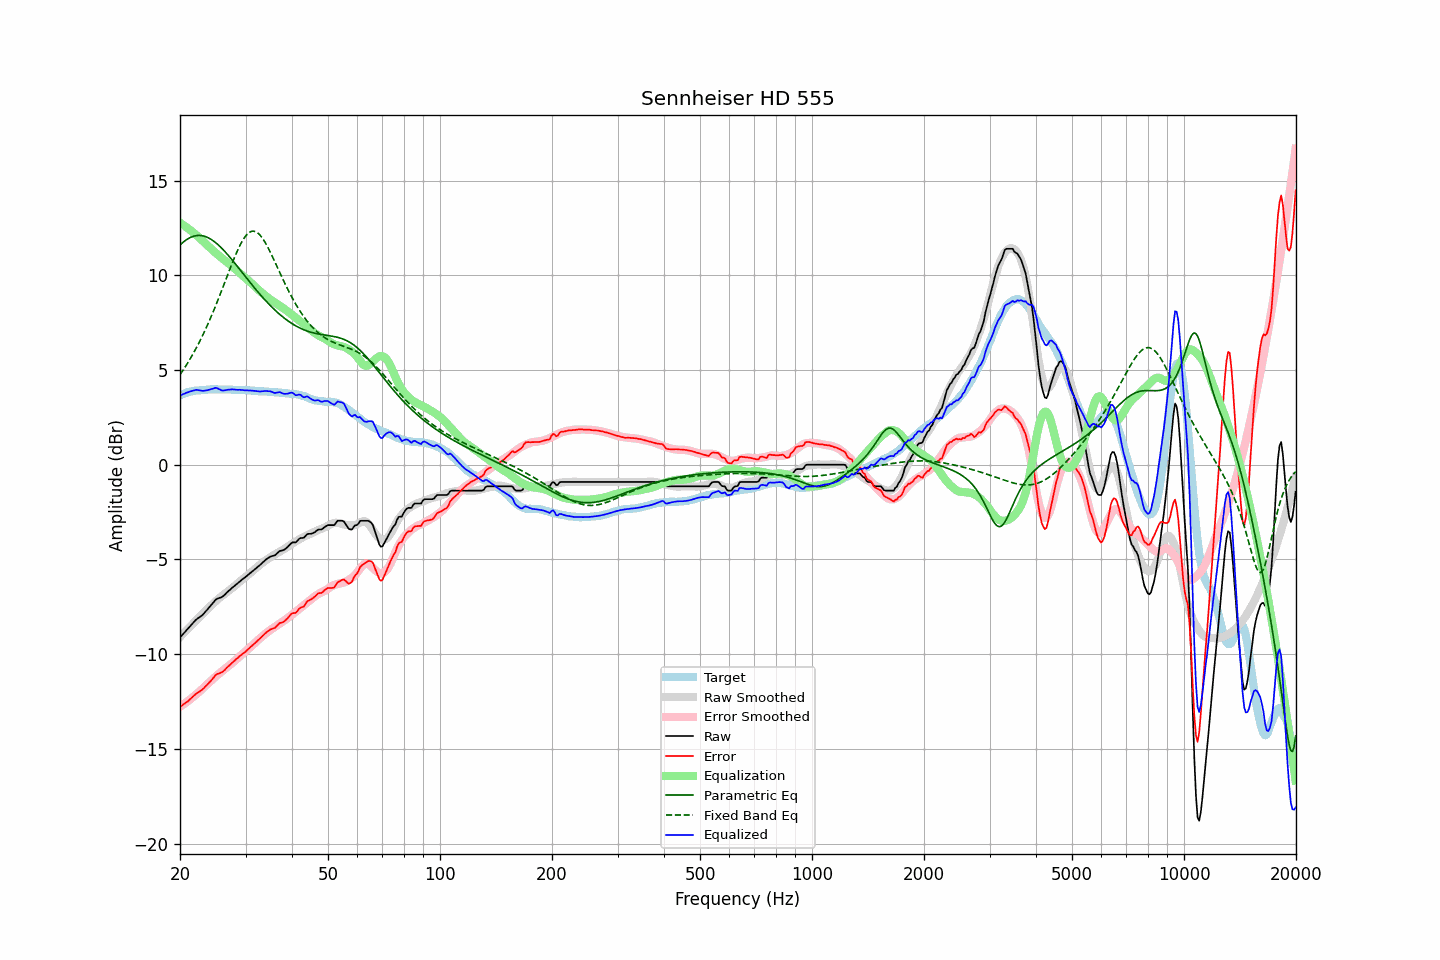 Sennheiser HD 555
Amplitude (dBr)
15
10
5
0
−5
−10
−15
−20
Target
Raw Smoothed
Error Smoothed
Raw
Error
Equalization
Parametric Eq
Fixed Band Eq
Equalized
20
50
100
200
500
1000
2000
5000
10000
20000
Frequency (Hz)